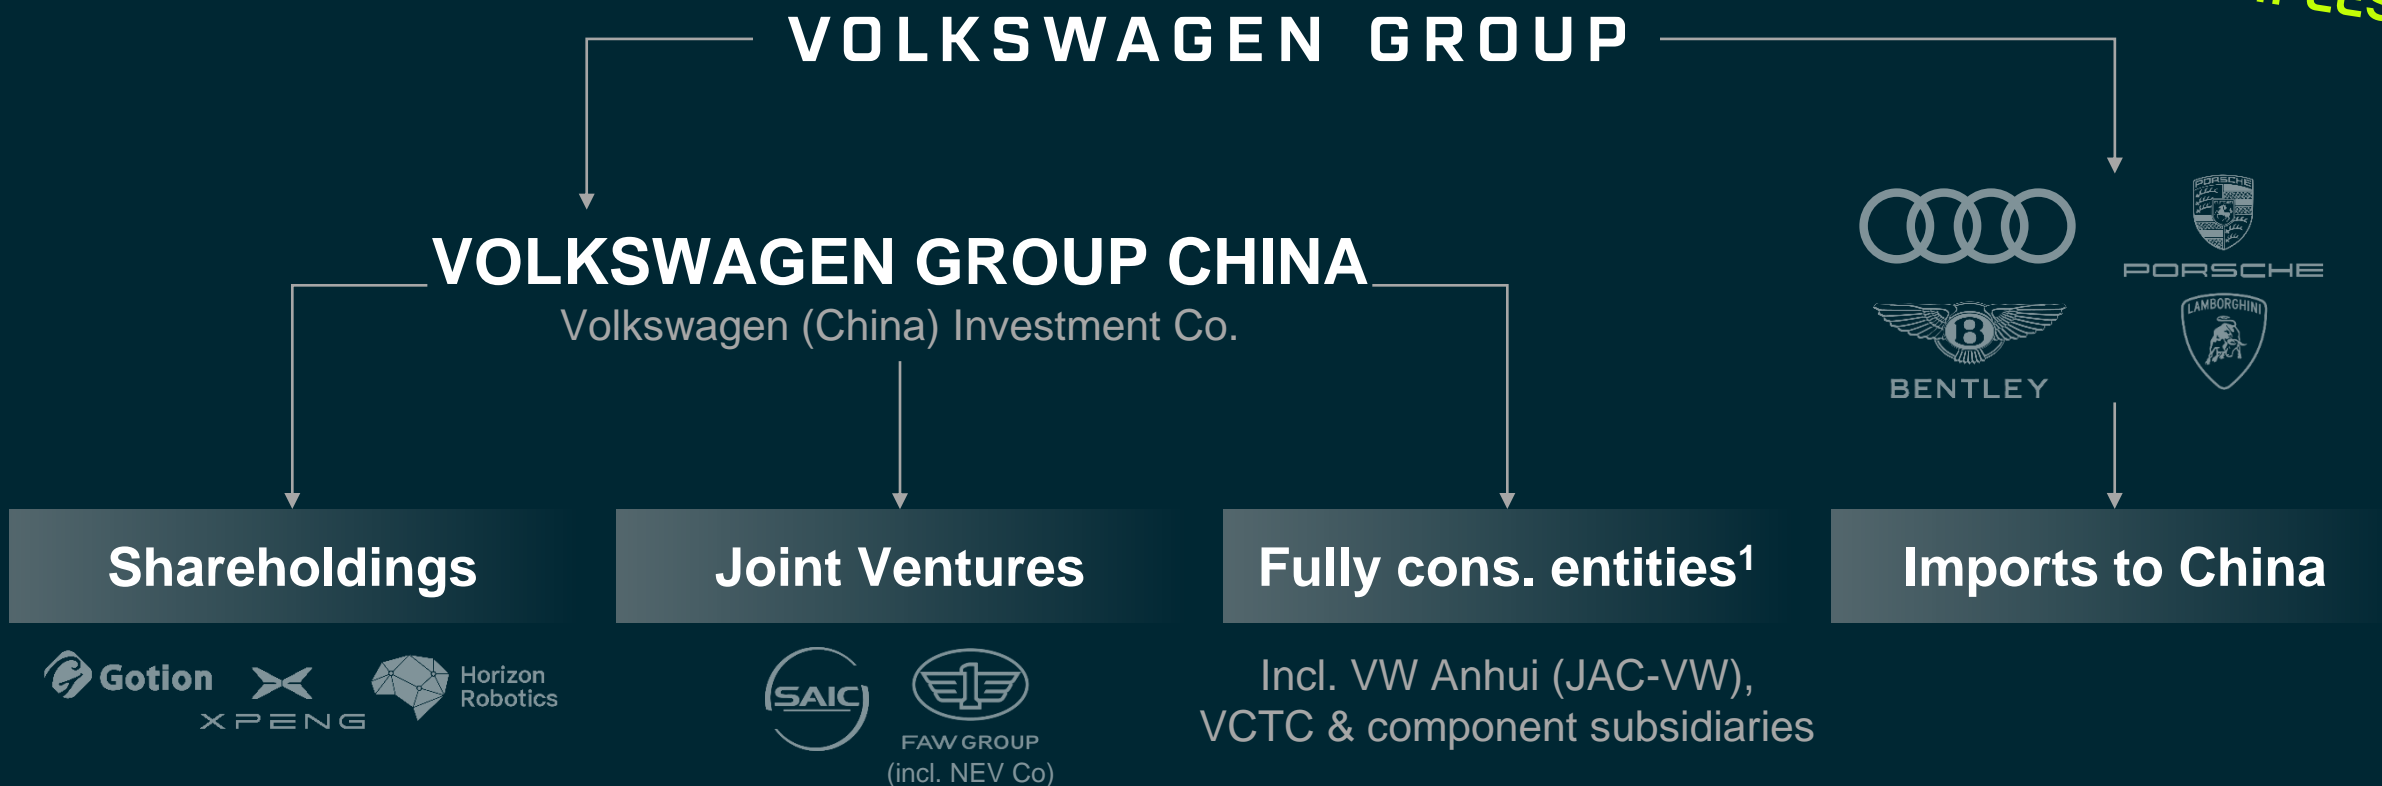 VOLKSWAGEN GROUP
VOLKSWAGEN GROUP CHINA
Volkswagen (China) Investment Co.
PORSCHE
PORSCHE
LAMBORGHINI
B
BENTLEY
Shareholdings
Joint Ventures
Fully cons. entities¹
Imports to China
Gotion
XPENG
Horizon
Robotics
SAIC
1
FAW GROUP
(incl. NEV Co)
Incl. VW Anhui (JAC-VW),
VCTC & component subsidiaries